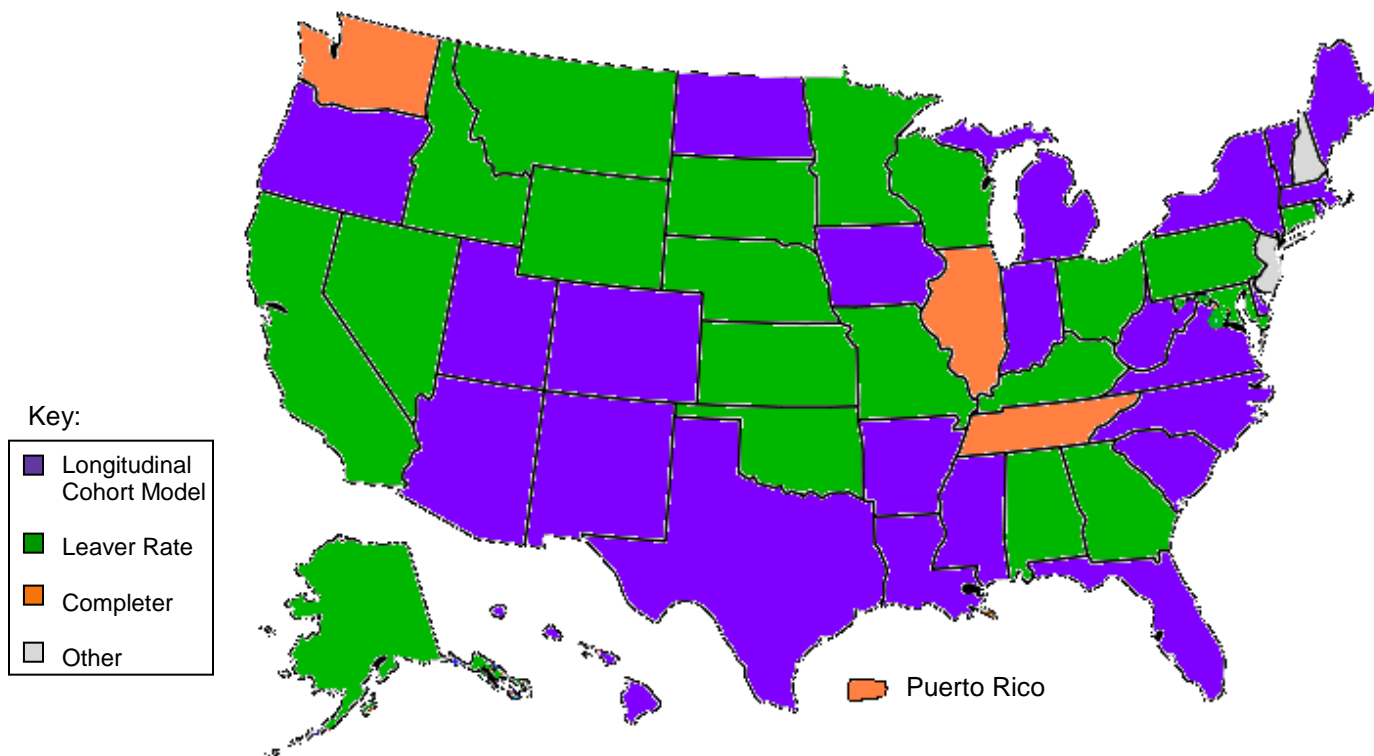 Key:
Longitudinal
Cohort Model
Leaver Rate
Completer
Other
Puerto Rico